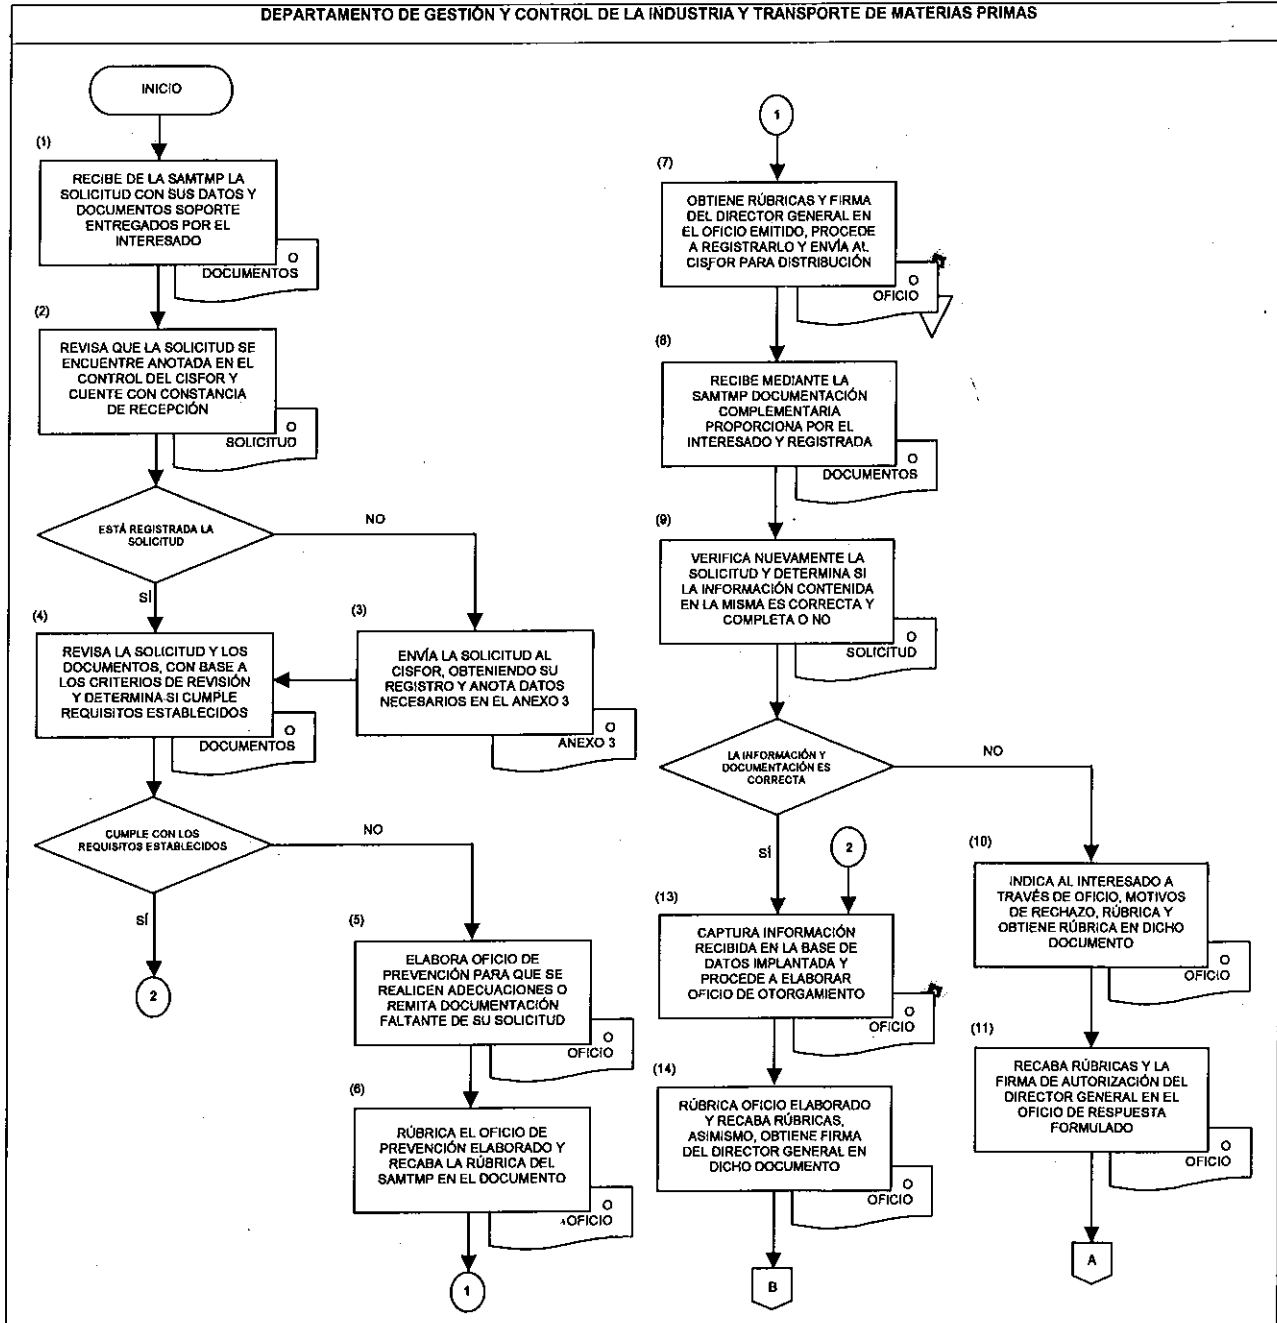 DEPARTAMENTO DE GESTIÓN Y CONTROL DE LA INDUSTRIA Y TRANSPORTE DE MATERIAS PRIMAS
INICIO
(1)
RECIBE DE LA SAMTMP LA
SOLICITUD CON SUS DATOS Y
DOCUMENTOS SOPORTE
ENTREGADOS POR EL
INTERESADO
O
DOCUMENTOS
(2)
REVISA QUE LA SOLICITUD SE
ENCUENTRE ANOTADA EN EL
CONTROL DEL CISFOR Y
CUENTE CON CONSTANCIA
DE RECEPCIÓN
O
SOLICITUD
ESTÁ REGISTRADA LA
SOLICITUD
NO
SÍ
(3)
ENVÍA LA SOLICITUD AL
CISFOR, OBTENIENDO SU
REGISTRO Y ANOTA DATOS
NECESARIOS EN EL ANEXO 3
O
ANEXO 3
(4)
REVISA LA SOLICITUD Y LOS
DOCUMENTOS, CON BASE A
LOS CRITERIOS DE REVISIÓN
Y DETERMINA SI CUMPLE
REQUISITOS ESTABLECIDOS
O
DOCUMENTOS
CUMPLE CON LOS
REQUISITOS ESTABLECIDOS
NO
SÍ
2
(5)
ELABORA OFICIO DE
PREVENCIÓN PARA QUE SE
REALICEN ADECUACIONES O
REMITA DOCUMENTACIÓN
FALTANTE DE SU SOLICITUD
O
OFICIO
(6)
RÚBRICA EL OFICIO DE
PREVENCIÓN ELABORADO Y
RECABA LA RÚBRICA DEL
SAMTMP EN EL DOCUMENTO
O
OFICIO
1
1
(7)
OBTIENE RÚBRICAS Y FIRMA
DEL DIRECTOR GENERAL EN
EL OFICIO EMITIDO, PROCEDE
A REGISTRARLO Y ENVÍA AL
CISFOR PARA DISTRIBUCIÓN
O
OFICIO
(8)
RECIBE MEDIANTE LA
SAMTMP DOCUMENTACIÓN
COMPLEMENTARIA
PROPORCIONA POR EL
INTERESADO Y REGISTRADA
O
DOCUMENTOS
(9)
VERIFICA NUEVAMENTE LA
SOLICITUD Y DETERMINA SI
LA INFORMACIÓN CONTENIDA
EN LA MISMA ES CORRECTA Y
COMPLETA O NO
O
SOLICITUD
LA INFORMACIÓN Y
DOCUMENTACIÓN ES
CORRECTA
NO
SÍ
2
(10)
INDICA AL INTERESADO A
TRAVÉS DE OFICIO, MOTIVOS
DE RECHAZO, RÚBRICA Y
OBTIENE RÚBRICA EN DICHO
DOCUMENTO
O
OFICIO
(11)
RECABA RÚBRICAS Y LA
FIRMA DE AUTORIZACIÓN DEL
DIRECTOR GENERAL EN EL
OFICIO DE RESPUESTA
FORMULADO
O
OFICIO
A
(13)
CAPTURA INFORMACIÓN
RECIBIDA EN LA BASE DE
DATOS IMPLANTADA Y
PROCEDE A ELABORAR
OFICIO DE OTORGAMIENTO
O
OFICIO
(14)
RÚBRICA OFICIO ELABORADO
Y RECABA RÚBRICAS,
ASIMISMO, OBTIENE FIRMA
DEL DIRECTOR GENERAL EN
DICHO DOCUMENTO
O
OFICIO
B